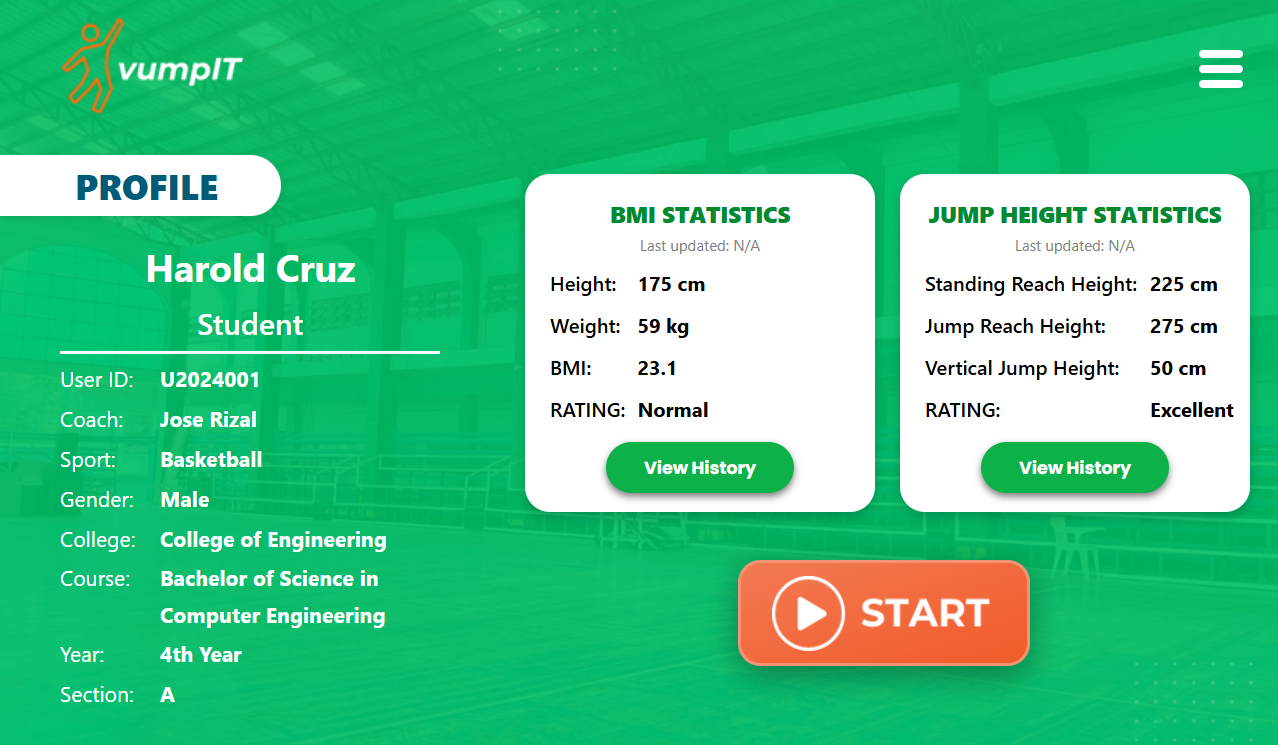 vumpIT
PROFILE
Harold Cruz
Student
User ID: U2024001
Coach: Jose Rizal
Sport: Basketball
Gender: Male
College: College of Engineering
Course: Bachelor of Science in
Computer Engineering
Year: 4th Year
Section: A
BMI STATISTICS
Last updated: N/A
Height: 175 cm
Weight: 59 kg
BMI: 23.1
RATING: Normal
View History
JUMP HEIGHT STATISTICS
Last updated: N/A
Standing Reach Height: 225 cm
Jump Reach Height: 275 cm
Vertical Jump Height: 50 cm
RATING: Excellent
View History
START